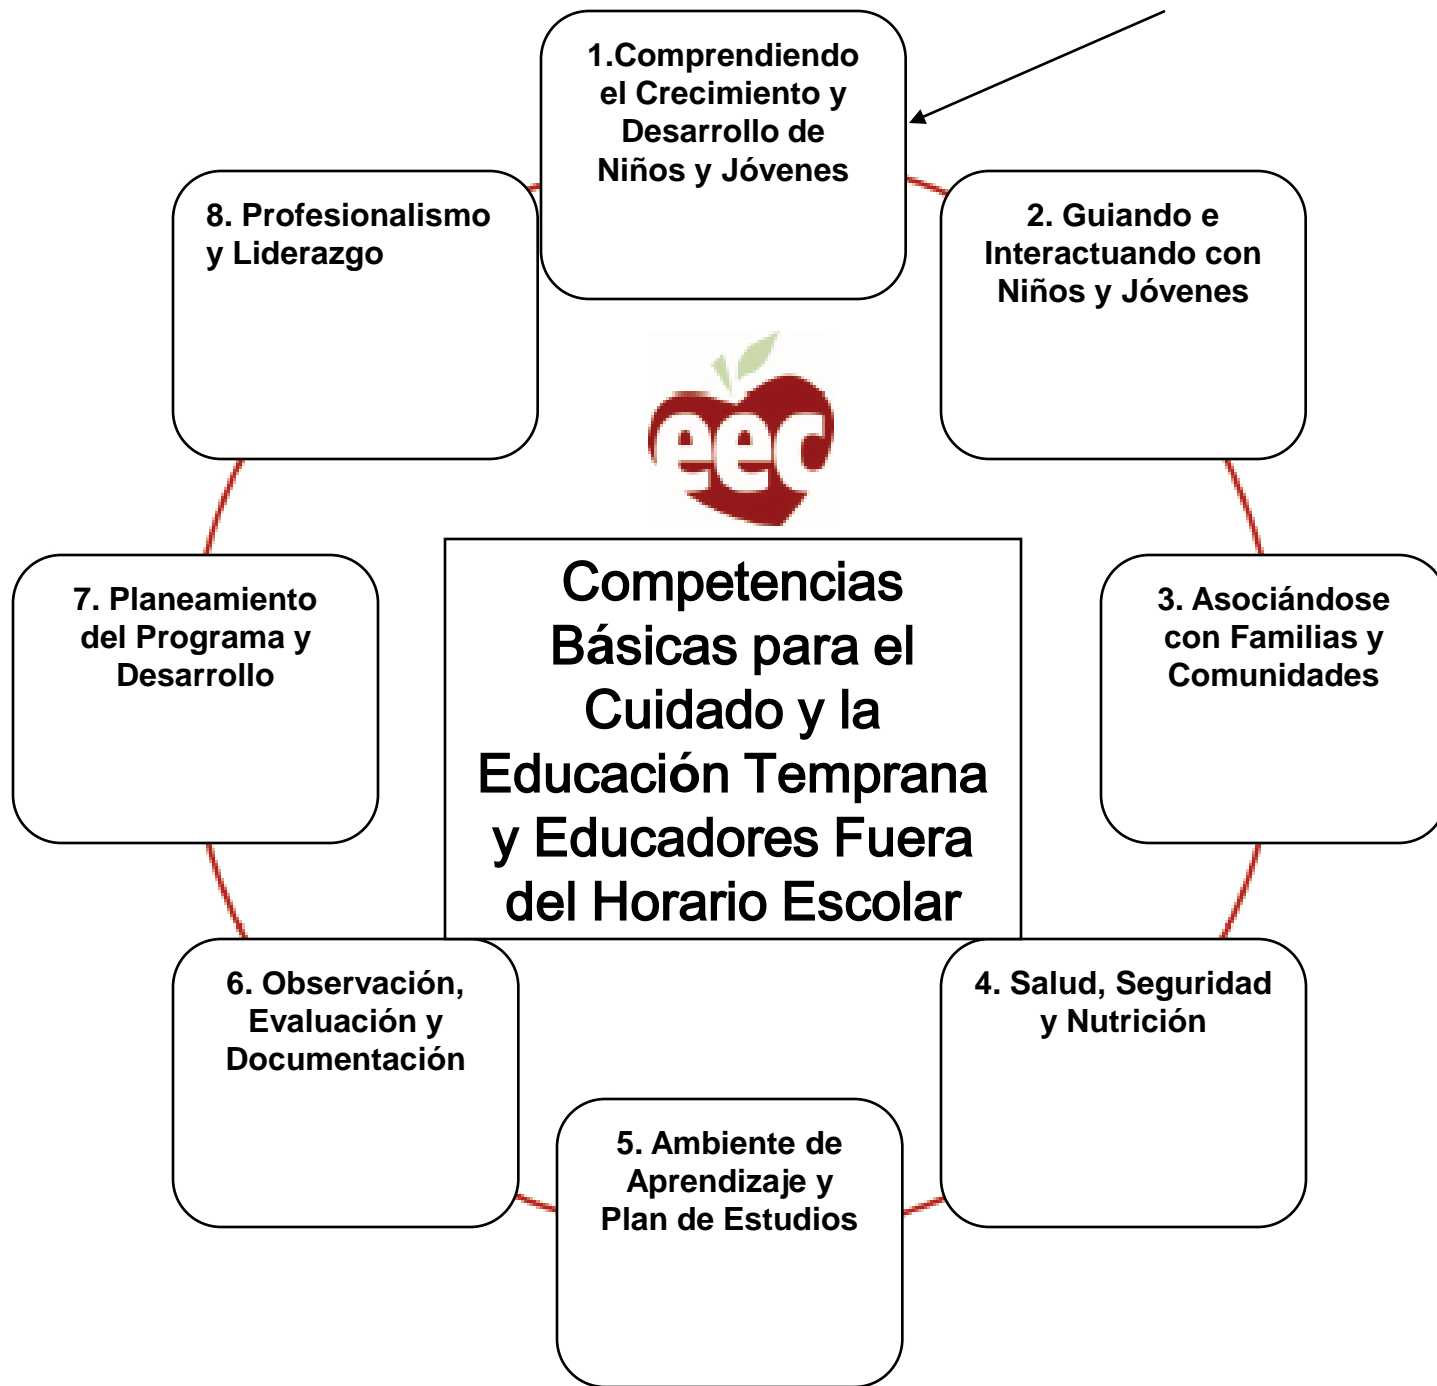 1.Comprendiendo
el Crecimiento y
Desarrollo de
Niños y Jóvenes
2. Guiando e
Interactuando con
Niños y Jóvenes
3. Asociándose
con Familias y
Comunidades
4. Salud, Seguridad
y Nutrición
5. Ambiente de
Aprendizaje y
Plan de Estudios
6. Observación,
Evaluación y
Documentación
7. Planeamiento
del Programa y
Desarrollo
8. Profesionalismo
y Liderazgo
eec
Competencias
Básicas para el
Cuidado y la
Educación Temprana
y Educadores Fuera
del Horario Escolar